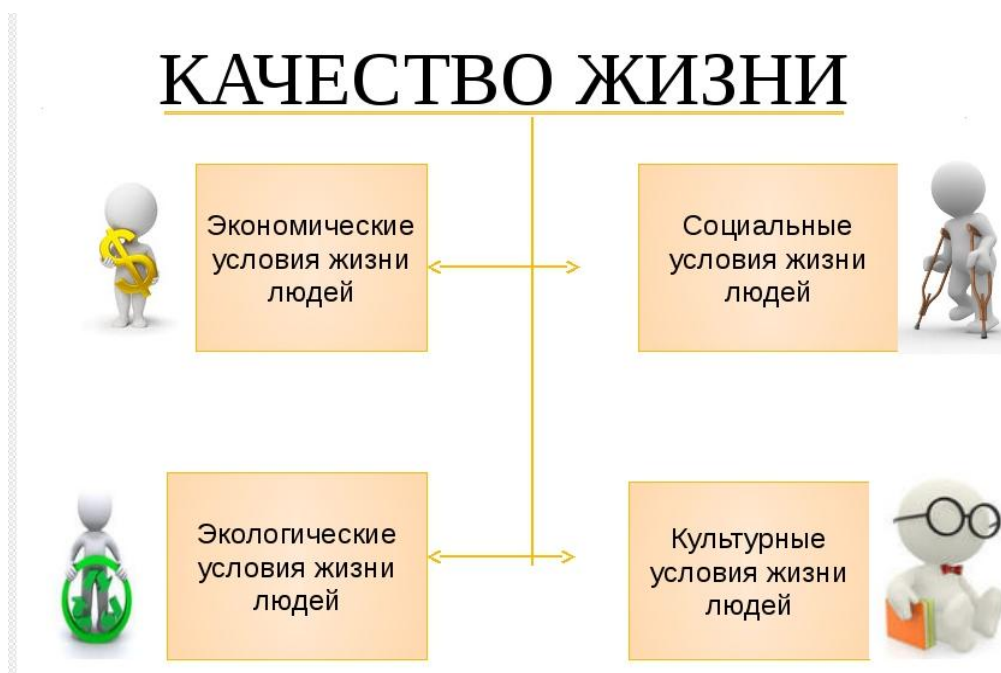 КАЧЕСТВО ЖИЗНИ
Экономические
условия жизни
людей
Социальные
условия жизни
людей
Экологические
условия жизни
людей
Культурные
условия жизни
людей